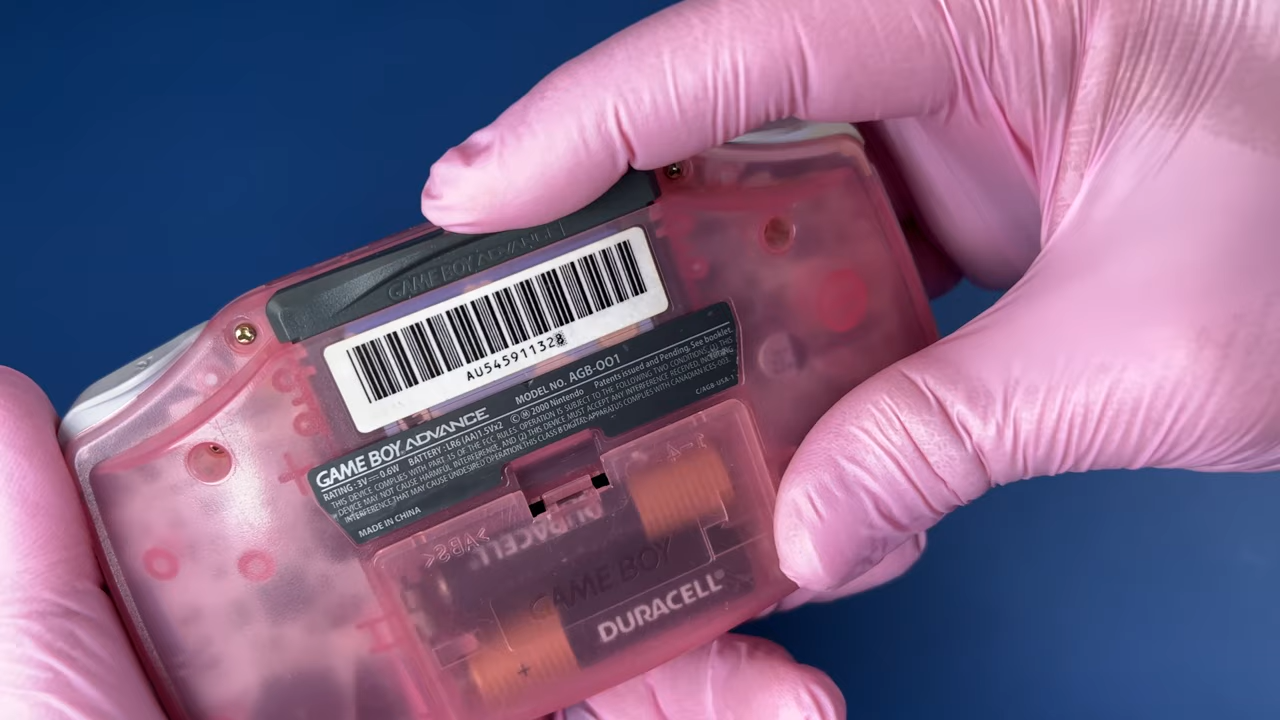 GAME BOY ADVANCE
AU545911328
GAME BOY ADVANCE MODEL NO. AGB-001
RATING : 3V⎓0.6W BATTERY : LR6 (AA) 1.5V×2 ©Ⓜ 2000 Nintendo Patents issued and Pending. See booklet.
THIS DEVICE COMPLIES WITH PART 15 OF THE FCC RULES. OPERATION IS SUBJECT TO THE FOLLOWING TWO CONDITIONS: (1) THIS
DEVICE MAY NOT CAUSE HARMFUL INTERFERENCE, AND (2) THIS DEVICE MUST ACCEPT ANY INTERFERENCE RECEIVED, INCLUDING
INTERFERENCE THAT MAY CAUSE UNDESIRED OPERATION. THIS CLASS B DIGITAL APPARATUS COMPLIES WITH CANADIAN ICES-003.
MADE IN CHINA C/AGB-USA-1
>ABS<
DURACELL
GAME BOY
DURACELL
+